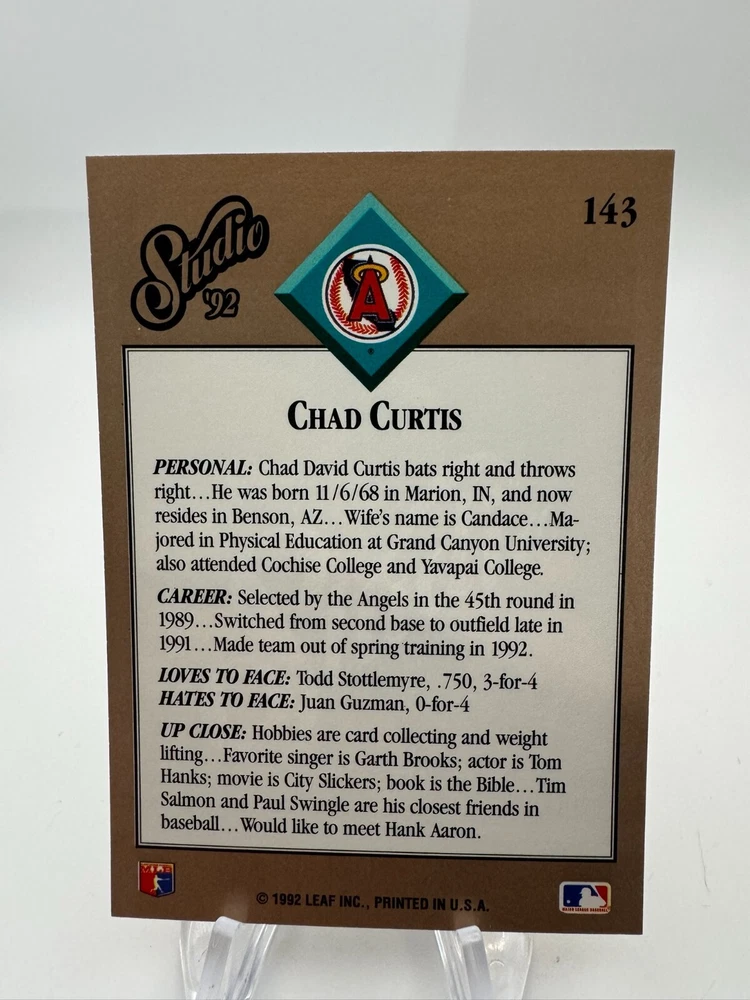 Studio
'92
143
A
CHAD CURTIS
PERSONAL: Chad David Curtis bats right and throws
right...He was born 11/6/68 in Marion, IN, and now
resides in Benson, AZ...Wife's name is Candace...Ma-
jored in Physical Education at Grand Canyon University;
also attended Cochise College and Yavapai College.
CAREER: Selected by the Angels in the 45th round in
1989...Switched from second base to outfield late in
1991...Made team out of spring training in 1992.
LOVES TO FACE: Todd Stottlemyre, .750, 3-for-4
HATES TO FACE: Juan Guzman, 0-for-4
UP CLOSE: Hobbies are card collecting and weight
lifting...Favorite singer is Garth Brooks; actor is Tom
Hanks; movie is City Slickers; book is the Bible...Tim
Salmon and Paul Swingle are his closest friends in
baseball...Would like to meet Hank Aaron.
© 1992 LEAF INC., PRINTED IN U.S.A.
MAJOR LEAGUE BASEBALL